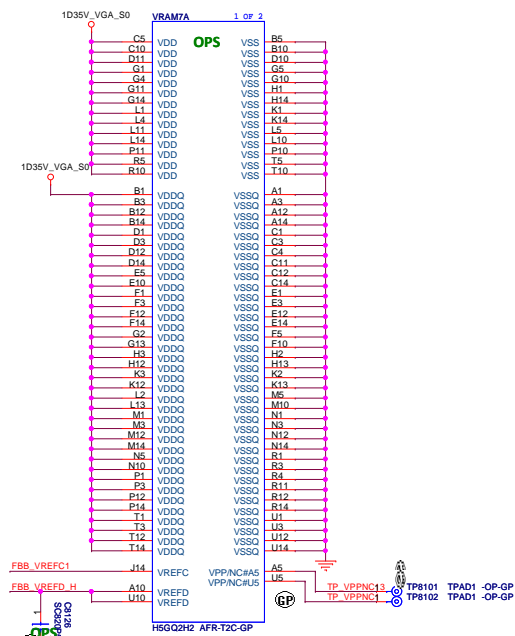 1D35V_VGA_S0
VRAM7A 1 OF 2
OPS
C5 VDD VSS B5
C10 VDD VSS B10
D11 VDD VSS D10
G1 VDD VSS G5
G4 VDD VSS G10
G11 VDD VSS H1
G14 VDD VSS H14
L1 VDD VSS K1
L4 VDD VSS K14
L11 VDD VSS L5
L14 VDD VSS L10
P11 VDD VSS P10
R5 VDD VSS T5
R10 VDD VSS T10
1D35V_VGA_S0
B1 VDDQ VSSQ A1
B3 VDDQ VSSQ A3
B12 VDDQ VSSQ A12
B14 VDDQ VSSQ A14
D1 VDDQ VSSQ C1
D3 VDDQ VSSQ C3
D12 VDDQ VSSQ C4
D14 VDDQ VSSQ C11
E5 VDDQ VSSQ C12
E10 VDDQ VSSQ C14
F1 VDDQ VSSQ E1
F3 VDDQ VSSQ E3
F12 VDDQ VSSQ E12
F14 VDDQ VSSQ E14
G2 VDDQ VSSQ F5
G13 VDDQ VSSQ F10
H3 VDDQ VSSQ H2
H12 VDDQ VSSQ H13
K3 VDDQ VSSQ K2
K12 VDDQ VSSQ K13
L2 VDDQ VSSQ M5
L13 VDDQ VSSQ M10
M1 VDDQ VSSQ N1
M3 VDDQ VSSQ N3
M12 VDDQ VSSQ N12
M14 VDDQ VSSQ N14
N5 VDDQ VSSQ R1
N10 VDDQ VSSQ R3
P1 VDDQ VSSQ R4
P3 VDDQ VSSQ R11
P12 VDDQ VSSQ R12
P14 VDDQ VSSQ R14
T1 VDDQ VSSQ U1
T3 VDDQ VSSQ U3
T12 VDDQ VSSQ U12
T14 VDDQ VSSQ U14
FBB_VREFC1 J14 VREFC VPP/NC#A5 A5
VPP/NC#U5 U5
FBB_VREFD_H A10 VREFD TP_VPPNC13 TP8101 TPAD1 -OP-GP
U10 VREFD GP TP_VPPNC1 TP8102 TPAD1 -OP-GP
1
C8126
OPS
H5GQ2H2 AFR-T2C-GP